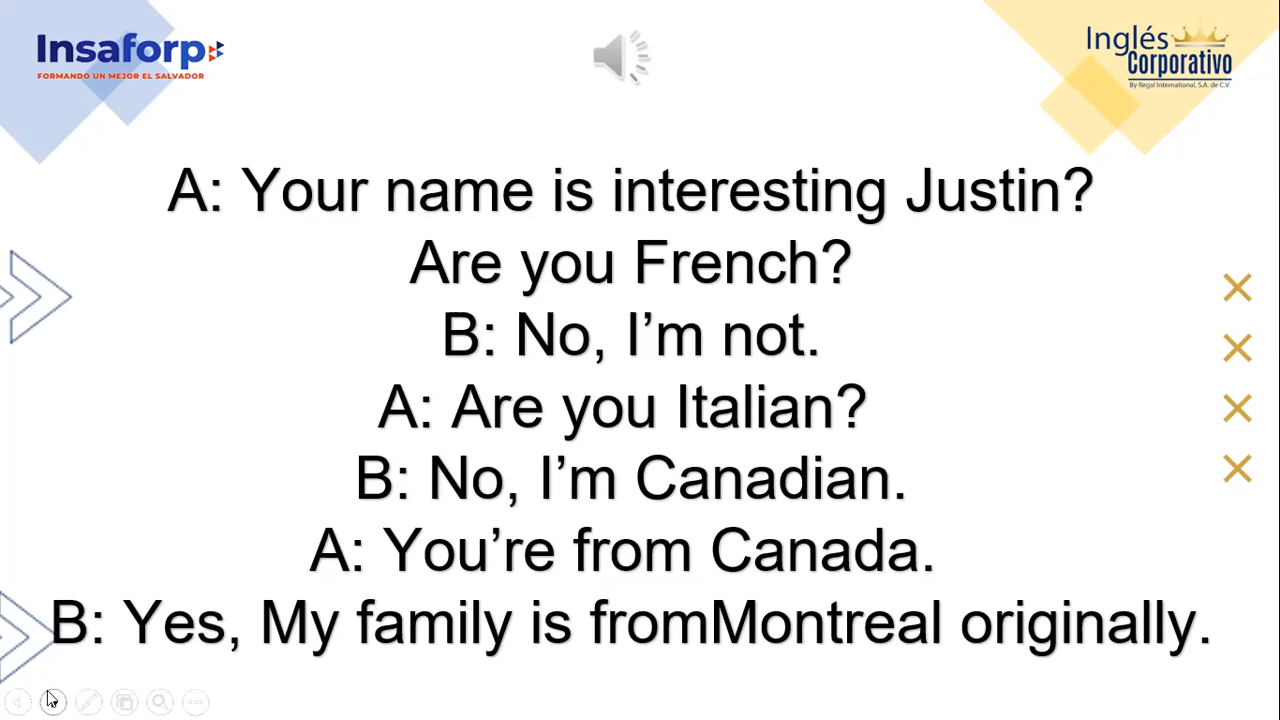 Insaforp
FORMANDO UN MEJOR EL SALVADOR
Inglés
Corporativo
By Regal International, S.A. de C.V.
A: Your name is interesting Justin?
Are you French?
B: No, I’m not.
A: Are you Italian?
B: No, I’m Canadian.
A: You’re from Canada.
B: Yes, My family is fromMontreal originally.